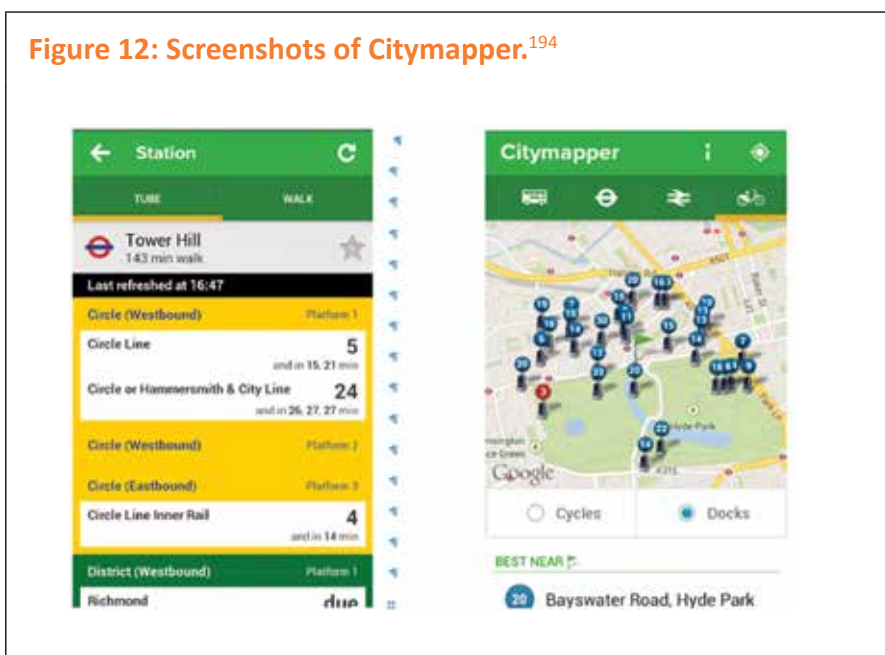 Figure 12: Screenshots of Citymapper.194
Station
TUBE
WALK
Tower Hill
143 min walk
Last refreshed at 16:47
Circle (Westbound) Platform 1
Circle Line 5
and in 15, 21 min
Circle or Hammersmith & City Line 24
and in 26, 27, 27 min
Circle (Westbound) Platform 2
Circle (Eastbound) Platform 3
Circle Line Inner Rail 4
and in 14 min
District (Westbound) Platform 1
Richmond due
Citymapper
Baker St
Hyde Park
Google
Cycles
Docks
BEST NEAR
20 Bayswater Road, Hyde Park